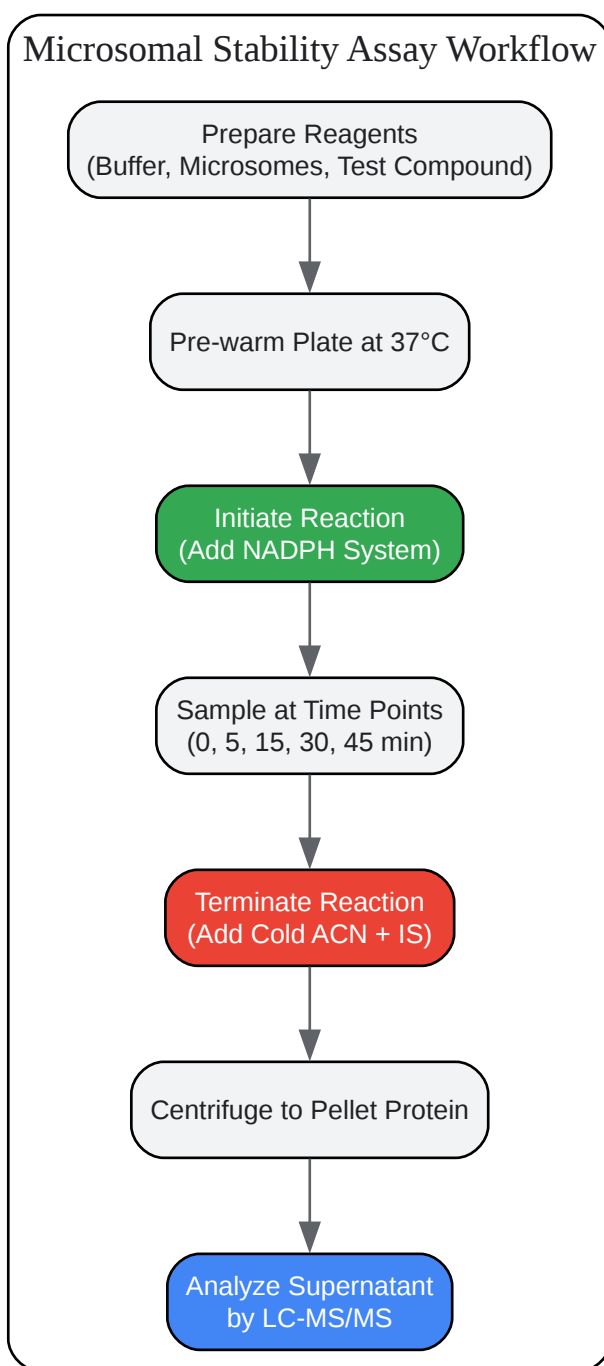 Microsomal Stability Assay Workflow
Prepare Reagents
(Buffer, Microsomes, Test Compound)
Pre-warm Plate at 37°C
Initiate Reaction
(Add NADPH System)
Sample at Time Points
(0, 5, 15, 30, 45 min)
Terminate Reaction
(Add Cold ACN + IS)
Centrifuge to Pellet Protein
Analyze Supernatant
by LC-MS/MS